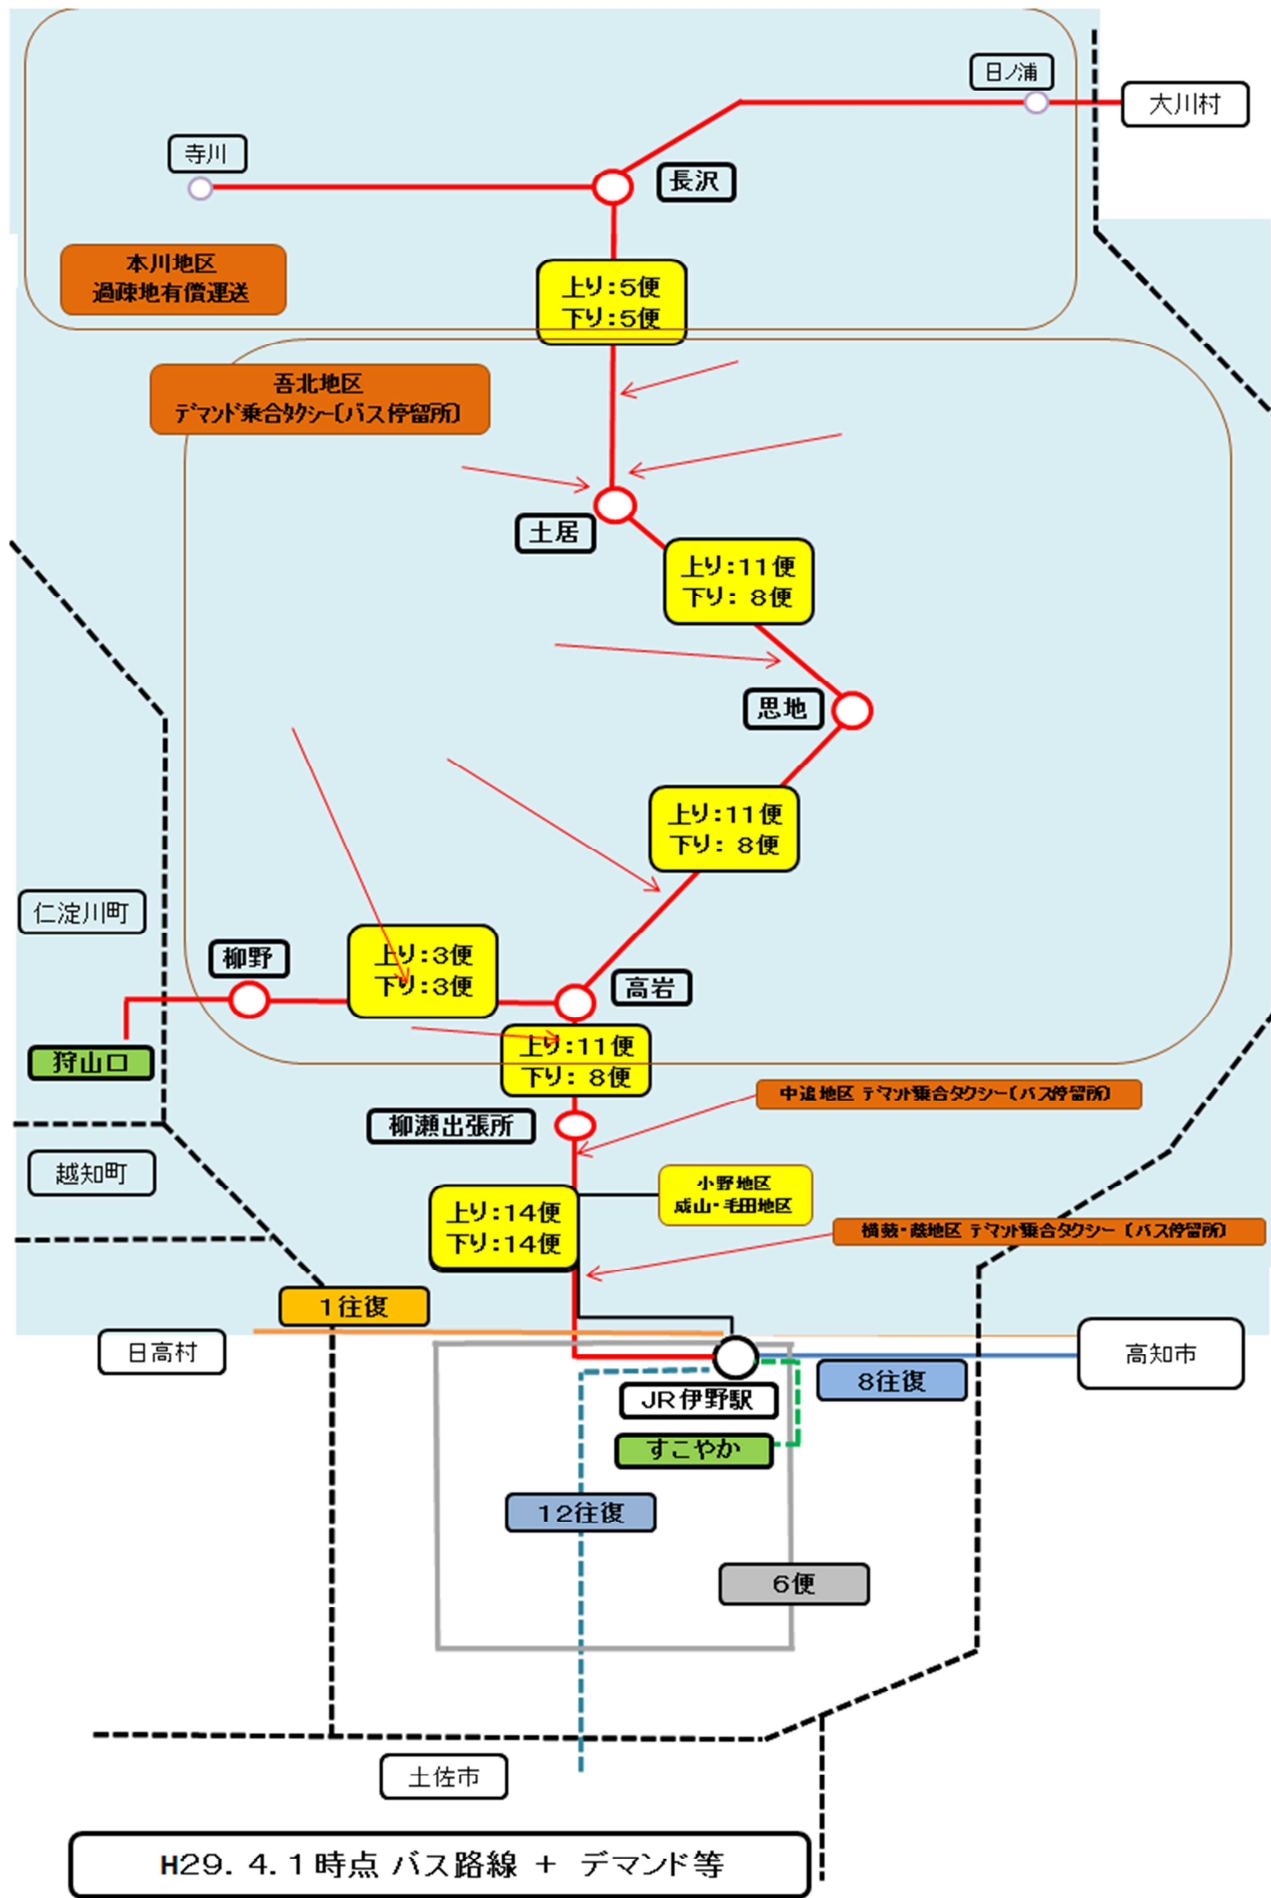 日ノ浦
大川村
寺川
長沢
本川地区
過疎地有償運送
上り:5便
下り:5便
吾北地区
デマンド乗合タクシー〔バス停留所〕
土居
上り:11便
下り: 8便
思地
上り:11便
下り: 8便
仁淀川町
柳野
上り:3便
下り:3便
高岩
狩山口
上り:11便
下り: 8便
中追地区 デマンド乗合タクシー〔バス停留所〕
柳瀬出張所
越知町
小野地区
成山・毛田地区
上り:14便
下り:14便
横藪・蔭地区 デマンド乗合タクシー〔バス停留所〕
1往復
日高村
高知市
8往復
JR伊野駅
すこやか
12往復
6便
土佐市
H29.4.1時点 バス路線 + デマンド等